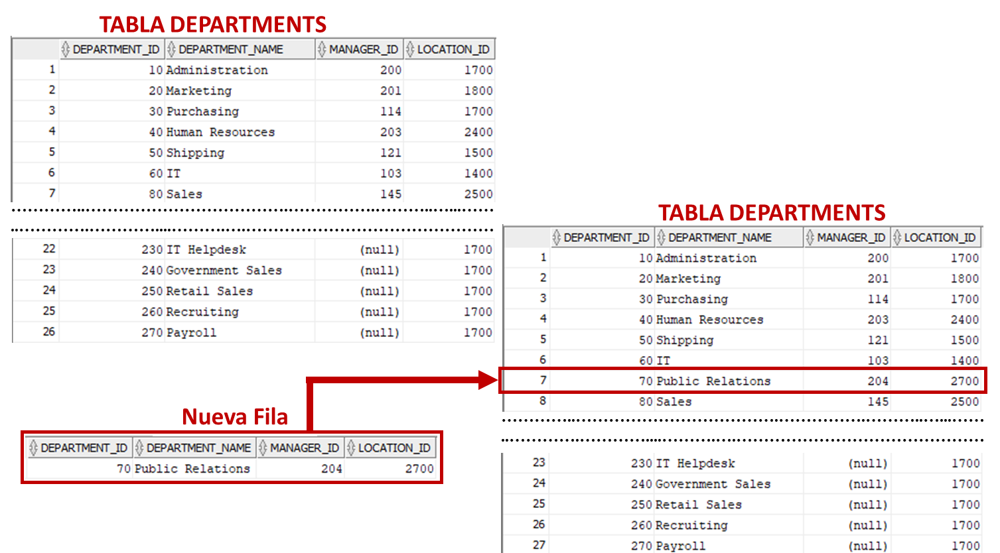 TABLA DEPARTMENTS
DEPARTMENT_ID DEPARTMENT_NAME MANAGER_ID LOCATION_ID
1 10 Administration 200 1700
2 20 Marketing 201 1800
3 30 Purchasing 114 1700
4 40 Human Resources 203 2400
5 50 Shipping 121 1500
6 60 IT 103 1400
7 80 Sales 145 2500
22 230 IT Helpdesk (null) 1700
23 240 Government Sales (null) 1700
24 250 Retail Sales (null) 1700
25 260 Recruiting (null) 1700
26 270 Payroll (null) 1700
Nueva Fila
DEPARTMENT_ID DEPARTMENT_NAME MANAGER_ID LOCATION_ID
70 Public Relations 204 2700
TABLA DEPARTMENTS
DEPARTMENT_ID DEPARTMENT_NAME MANAGER_ID LOCATION_ID
1 10 Administration 200 1700
2 20 Marketing 201 1800
3 30 Purchasing 114 1700
4 40 Human Resources 203 2400
5 50 Shipping 121 1500
6 60 IT 103 1400
7 70 Public Relations 204 2700
8 80 Sales 145 2500
23 230 IT Helpdesk (null) 1700
24 240 Government Sales (null) 1700
25 250 Retail Sales (null) 1700
26 260 Recruiting (null) 1700
27 270 Payroll (null) 1700